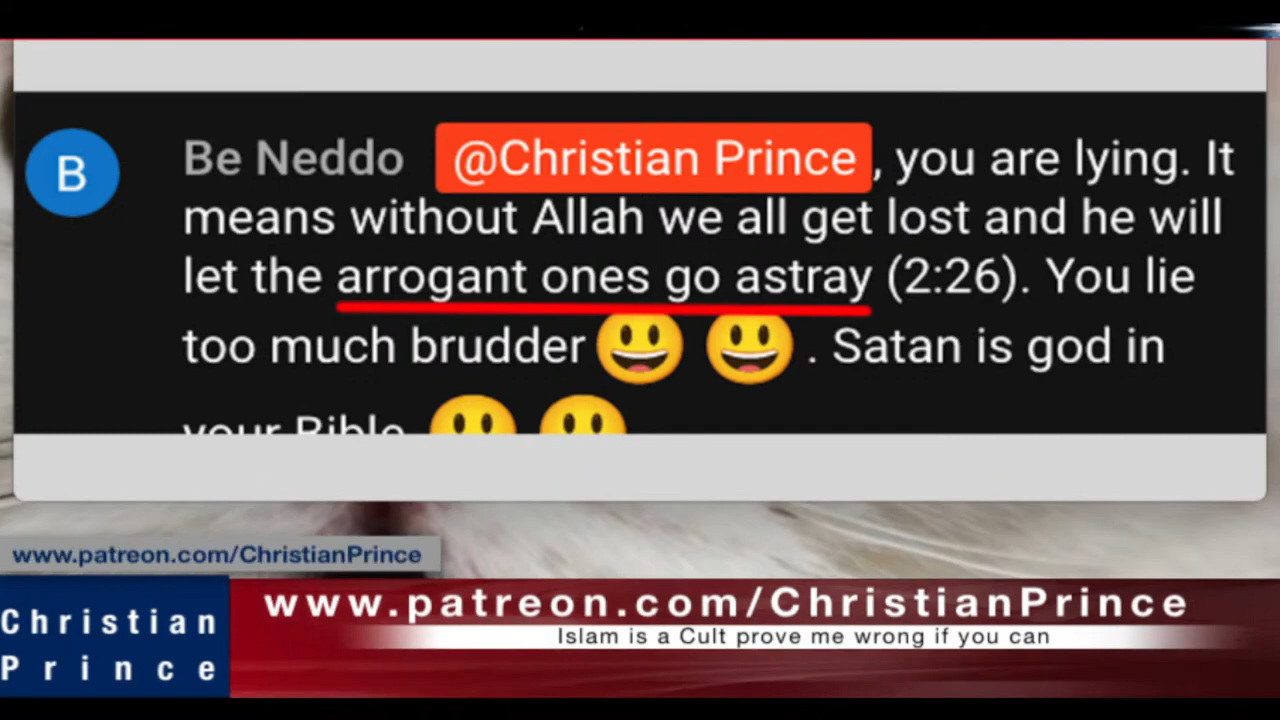 B
Be Neddo @Christian Prince, you are lying. It
means without Allah we all get lost and he will
let the arrogant ones go astray (2:26). You lie
too much brudder 😃 😃 . Satan is god in
your Bible 😃 😃
www.patreon.com/ChristianPrince
Christian
Prince
www.patreon.com/ChristianPrince
Islam is a Cult prove me wrong if you can